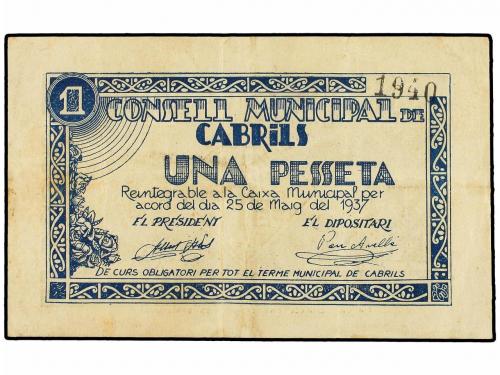 1
1940
CONSELL MUNICIPAL DE
CABRILS
UNA PESSETA
Reintegrable a la Caixa Municipal per
acord del dia 25 de Maig del 1937
EL PRESIDENT EL DIPOSITARI
DE CURS OBLIGATORI PER TOT EL TERME MUNICIPAL DE CABRILS